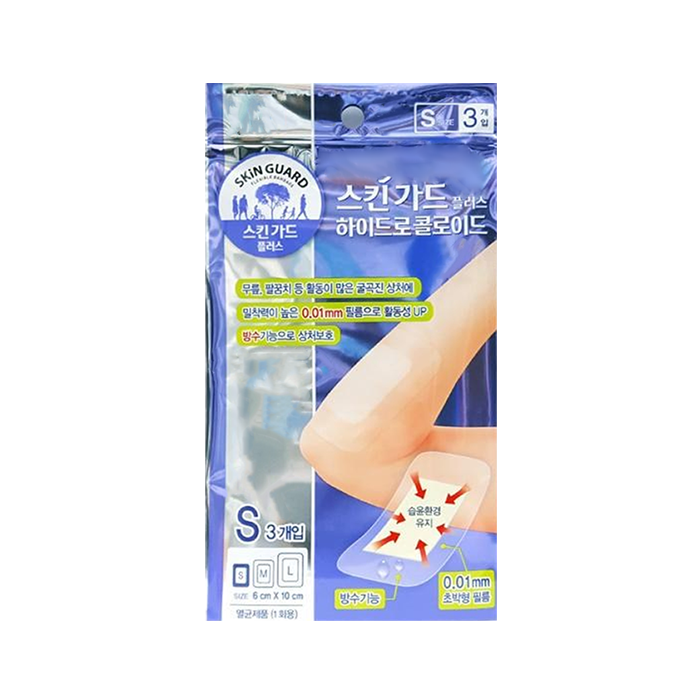 S SIZE 3개입
SKiN GUARD
FLEXIBLE BANDAGE
스킨가드
플러스
스킨가드 플러스
하이드로콜로이드
무릎, 팔꿈치 등 활동이 많은 굴곡진 상처에
밀착력이 높은 0.01mm 필름으로 활동성 UP
방수기능으로 상처보호
습윤환경
유지
S 3개입
S M L
SIZE: 6 cm X 10 cm
멸균제품 (1회용)
방수기능
0.01mm
초박형 필름